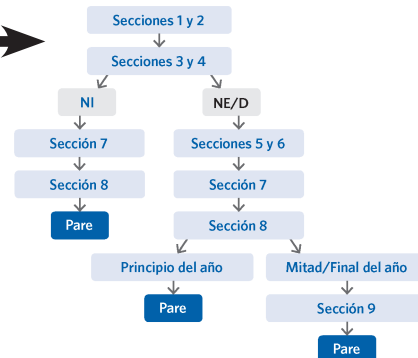 Secciones 1 y 2
Secciones 3 y 4
NI
NE/D
Sección 7
Secciones 5 y 6
Sección 8
Sección 7
Pare
Sección 8
Principio del año
Mitad/Final del año
Pare
Sección 9
Pare